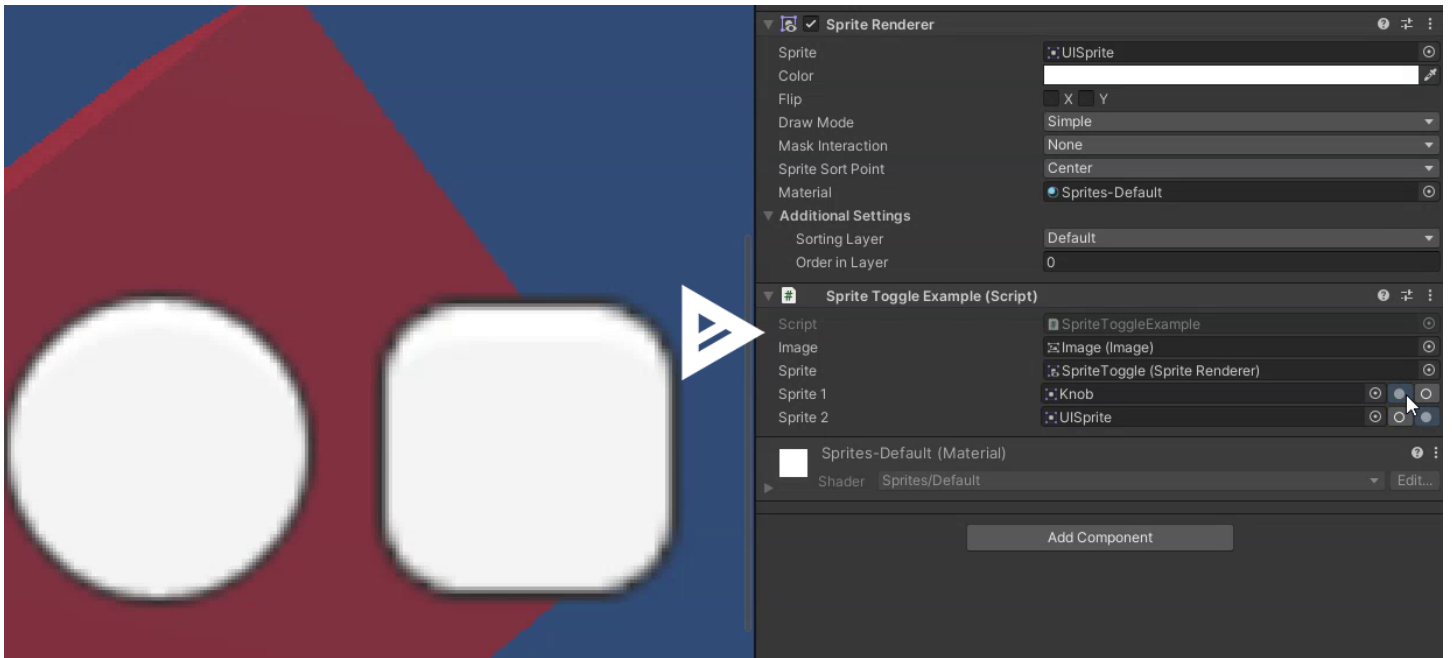 Sprite Renderer
Sprite UISprite
Color
Flip X Y
Draw Mode Simple
Mask Interaction None
Sprite Sort Point Center
Material Sprites-Default
Additional Settings
Sorting Layer Default
Order in Layer 0
# Sprite Toggle Example (Script)
Script SpriteToggleExample
Image Image (Image)
Sprite SpriteToggle (Sprite Renderer)
Sprite 1 Knob
Sprite 2 UISprite
Sprites-Default (Material)
Shader Sprites/Default Edit...
Add Component